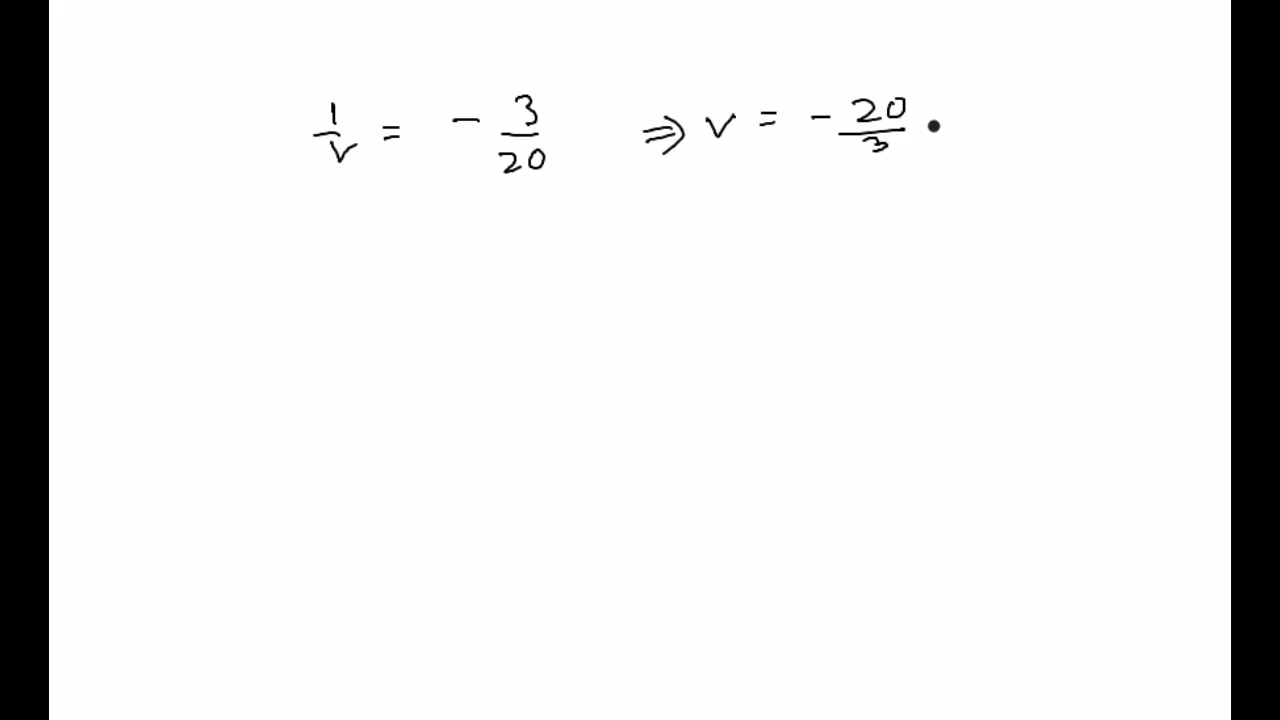 1/v = - 3/20 ⇒ v = - 20/3